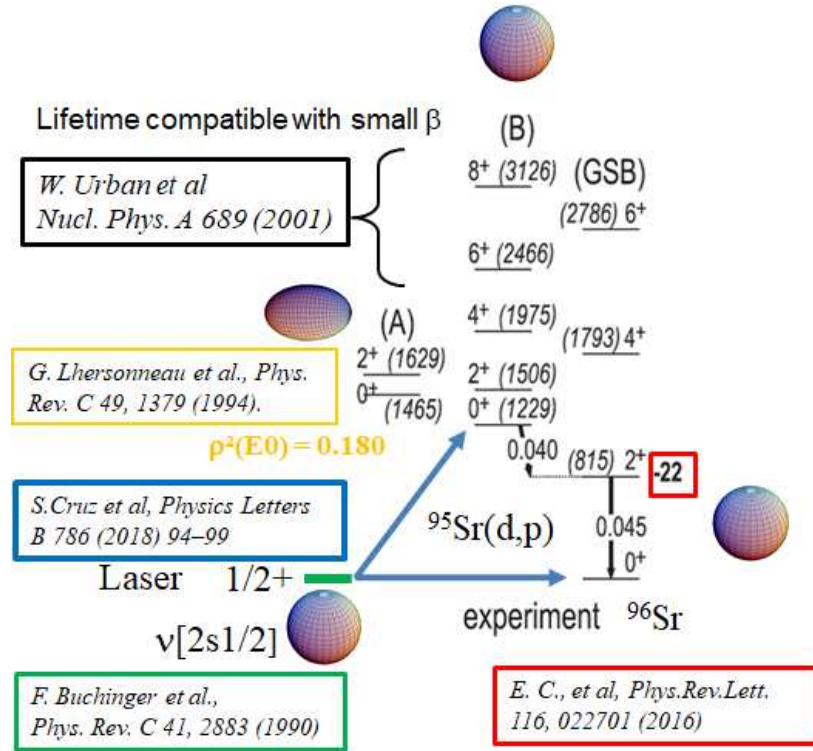 Lifetime compatible with small β
(B)
W. Urban et al
Nucl. Phys. A 689 (2001)
8⁺ (3126)
(GSB)
(2786) 6⁺
6⁺ (2466)
(A)
4⁺ (1975)
(1793) 4⁺
2⁺ (1629)
0⁺
(1465)
2⁺ (1506)
0⁺ (1229)
G. Lhersonneau et al., Phys.
Rev. C 49, 1379 (1994).
ρ²(E0) = 0.180
0.040
(815) 2⁺
-22
S.Cruz et al, Physics Letters
B 786 (2018) 94–99
⁹⁵Sr(d,p)
0.045
0⁺
Laser 1/2+
experiment ⁹⁶Sr
ν[2s1/2]
F. Buchinger et al.,
Phys. Rev. C 41, 2883 (1990)
E. C., et al, Phys.Rev.Lett.
116, 022701 (2016)